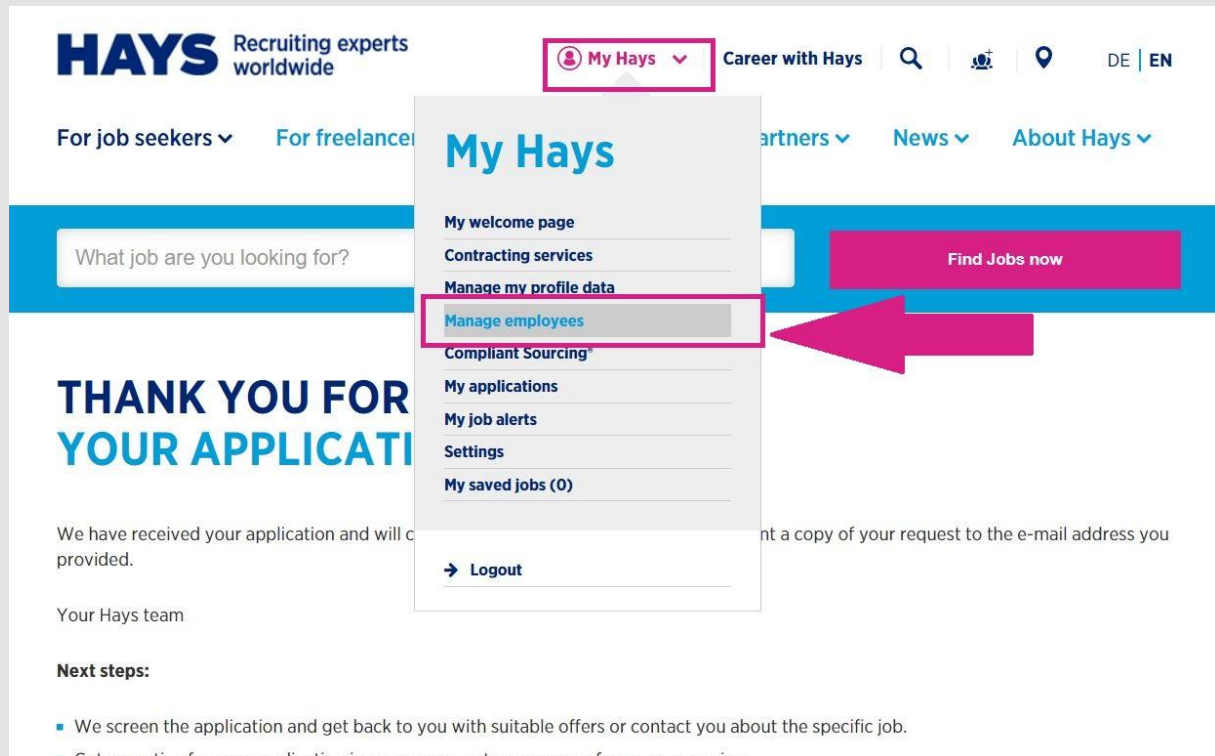 HAYS Recruiting experts worldwide
My Hays
Career with Hays
DE | EN
For job seekers
For freelancer
artners
News
About Hays
My Hays
My welcome page
Contracting services
Manage my profile data
Manage employees
Compliant Sourcing®
My applications
My job alerts
Settings
My saved jobs (0)
Logout
What job are you looking for?
Find Jobs now
THANK YOU FOR
YOUR APPLICATI
We have received your application and will c
nt a copy of your request to the e-mail address you
provided.
Your Hays team
Next steps:
We screen the application and get back to you with suitable offers or contact you about the specific job.